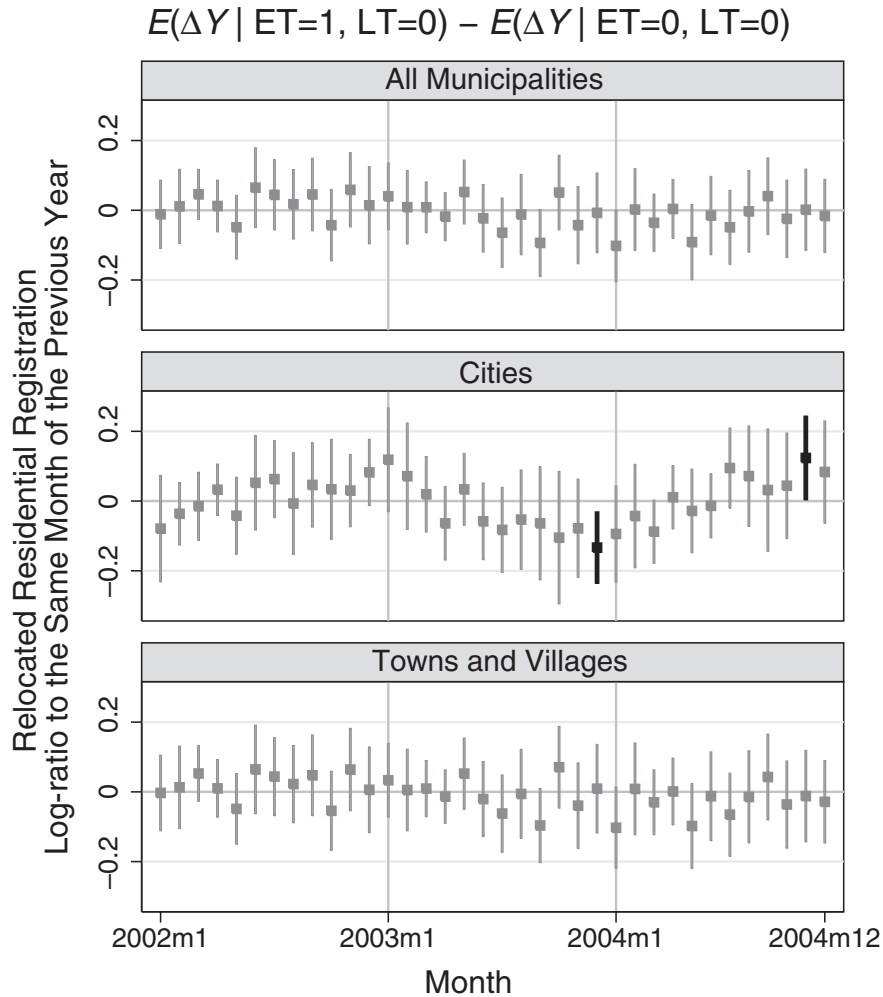 E(ΔY | ET=1, LT=0) − E(ΔY | ET=0, LT=0)
Relocated Residential Registration
Log-ratio to the Same Month of the Previous Year
All Municipalities
0.2
0
−0.2
Cities
0.2
0
−0.2
Towns and Villages
0.2
0
−0.2
2002m1 2003m1 2004m1 2004m12
Month